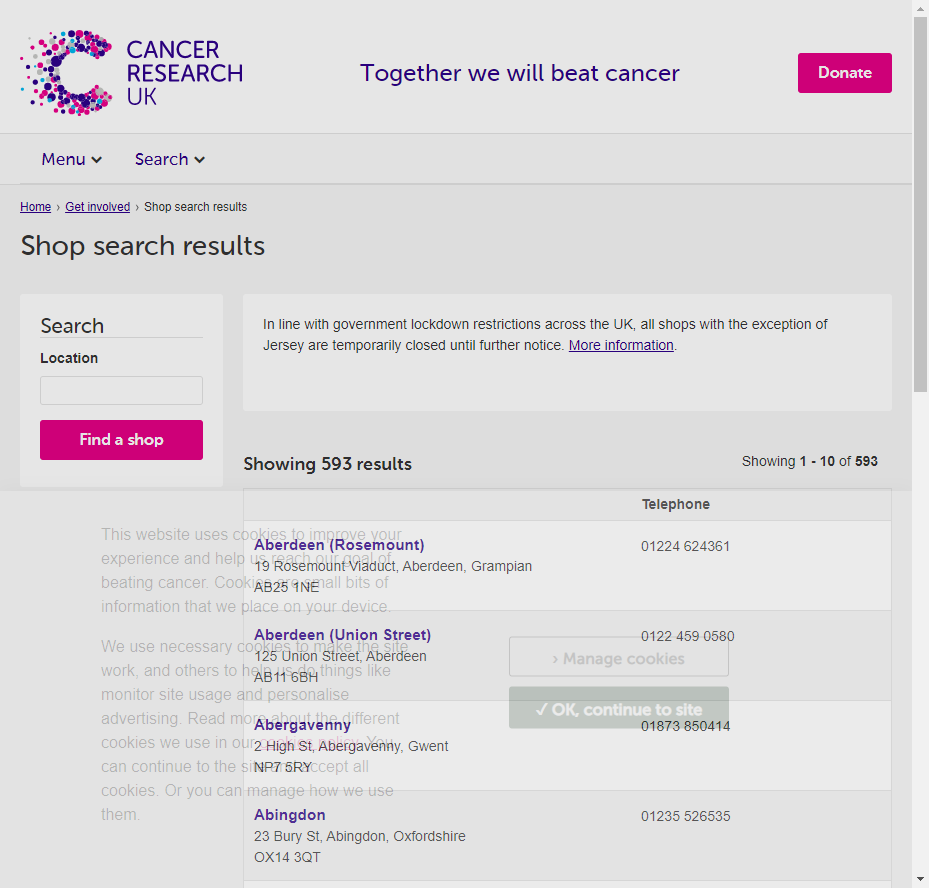 CANCER
RESEARCH
UK
Together we will beat cancer
Donate
Menu
Search
Home › Get involved › Shop search results
Shop search results
Search
Location
Find a shop
In line with government lockdown restrictions across the UK, all shops with the exception of
Jersey are temporarily closed until further notice. More information.
Showing 593 results
Showing 1 - 10 of 593
Telephone
Aberdeen (Rosemount)
19 Rosemount Viaduct, Aberdeen, Grampian
AB25 1NE
01224 624361
Aberdeen (Union Street)
125 Union Street, Aberdeen
AB11 6BH
0122 459 0580
Abergavenny
2 High St, Abergavenny, Gwent
NP7 5RY
01873 850414
Abingdon
23 Bury St, Abingdon, Oxfordshire
OX14 3QT
01235 526535
This website uses cookies to improve your
experience and help us reach our goal of
beating cancer. Cookies are small bits of
information that we place on your device.
We use necessary cookies to make the site
work, and others to help us do things like
monitor site usage and personalise
advertising. Read more about the different
cookies we use in our cookies policy. You
can continue to the site and accept all
cookies. Or you can manage how we use
them.
› Manage cookies
✓ OK, continue to site